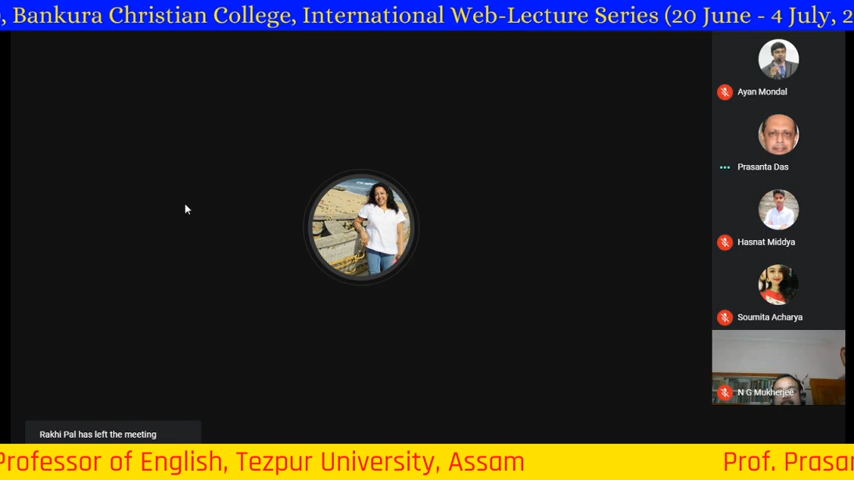 , Bankura Christian College, International Web-Lecture Series (20 June - 4 July, 2
Ayan Mondal
Prasanta Das
Hasnat Middya
Soumita Acharya
N G Mukherjee
Rakhi Pal has left the meeting
Professor of English, Tezpur University, Assam
Prof. Prasan